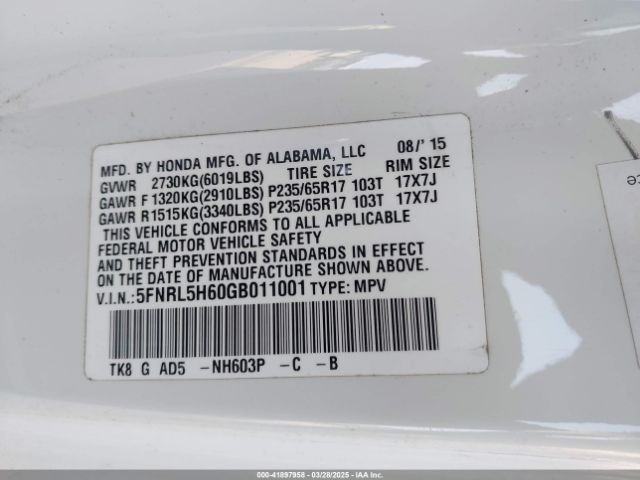 MFD. BY HONDA MFG. OF ALABAMA, LLC 08/' 15
GVWR 2730KG(6019LBS) TIRE SIZE RIM SIZE
GAWR F 1320KG(2910LBS) P235/65R17 103T 17X7J
GAWR R1515KG(3340LBS) P235/65R17 103T 17X7J
THIS VEHICLE CONFORMS TO ALL APPLICABLE
FEDERAL MOTOR VEHICLE SAFETY
AND THEFT PREVENTION STANDARDS IN EFFECT
ON THE DATE OF MANUFACTURE SHOWN ABOVE.
V.I.N.:5FNRL5H60GB011001 TYPE: MPV
TK8 G AD5 -NH603P -C -B
000-41897958 | 03/28/2025 - IAA Inc.